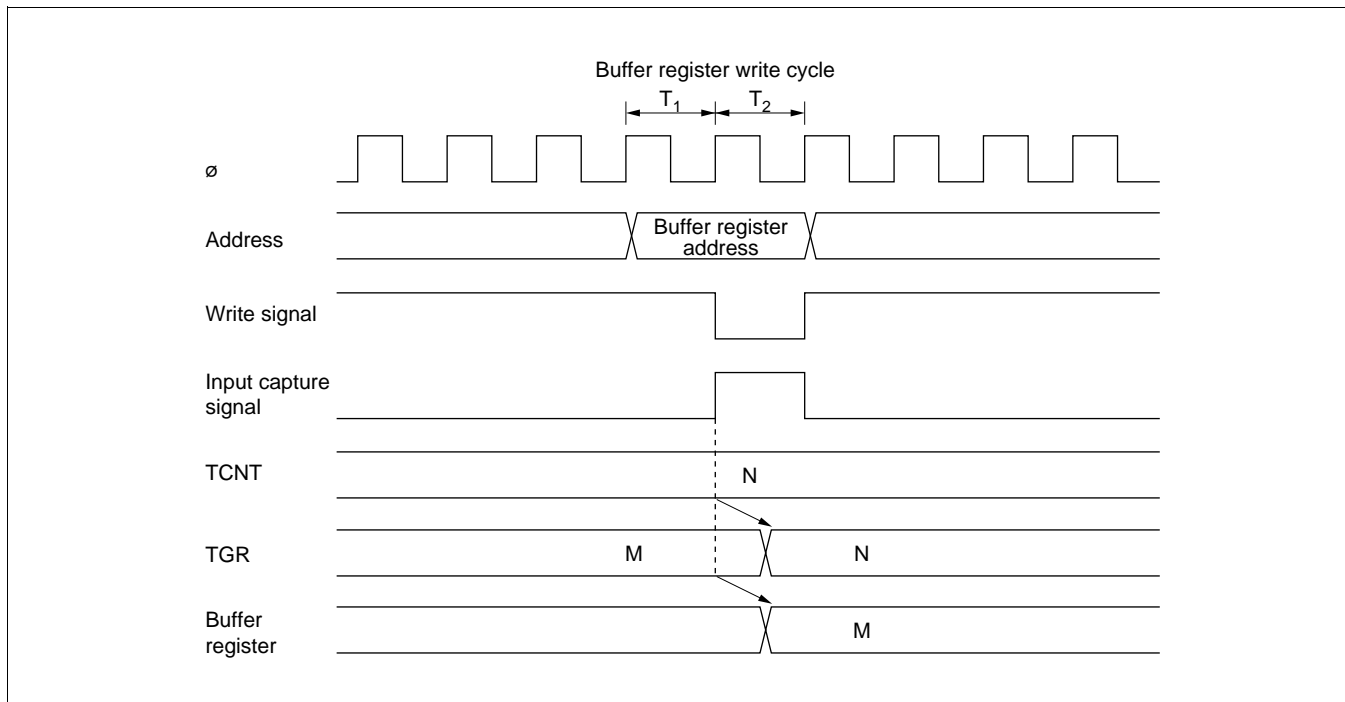 Buffer register write cycle
T₁ T₂
ø
Address
Buffer register
address
Write signal
Input capture
signal
TCNT
N
TGR
M N
Buffer
register
M